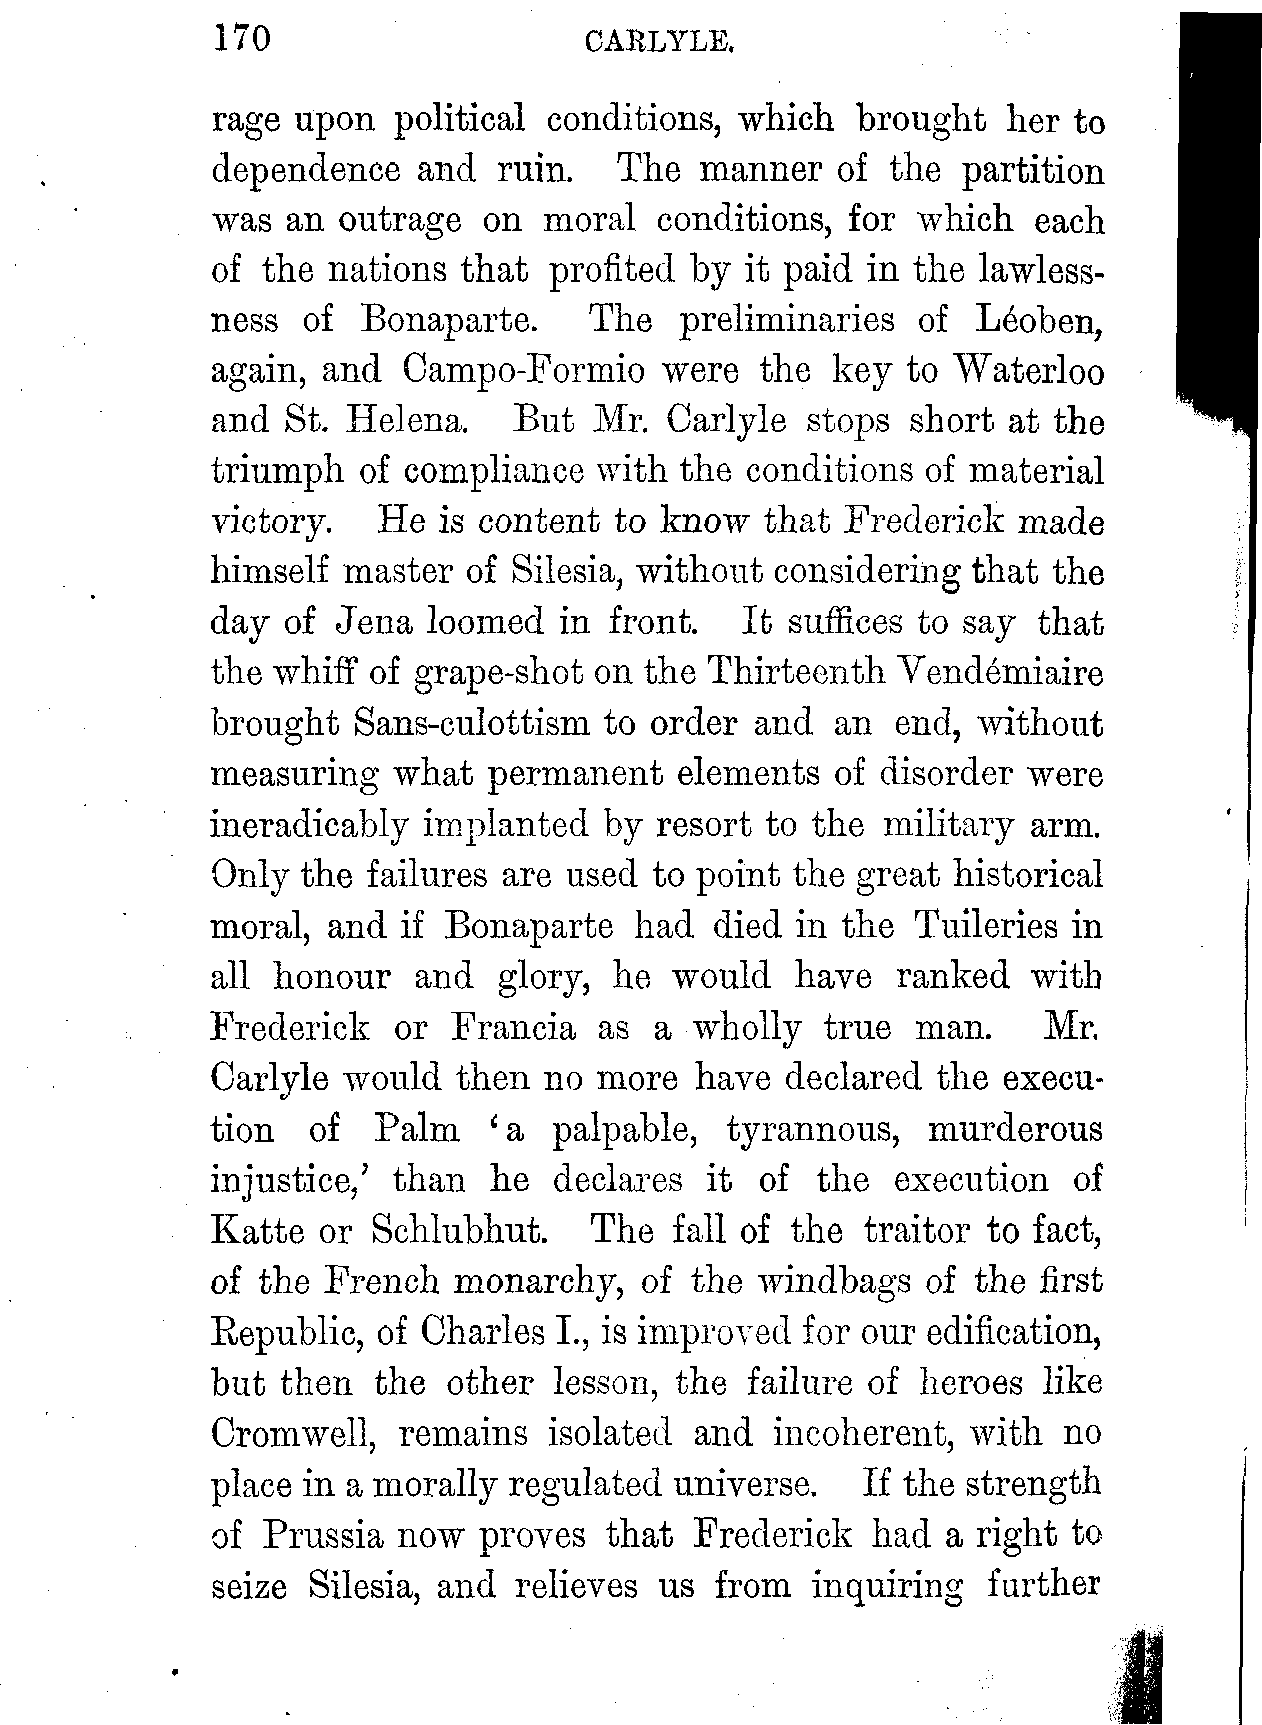 170 CARLYLE.
rage upon political conditions, which brought her to
dependence and ruin. The manner of the partition
was an outrage on moral conditions, for which each
of the nations that profited by it paid in the lawless-
ness of Bonaparte. The preliminaries of Léoben,
again, and Campo-Formio were the key to Waterloo
and St. Helena. But Mr. Carlyle stops short at the
triumph of compliance with the conditions of material
victory. He is content to know that Frederick made
himself master of Silesia, without considering that the
day of Jena loomed in front. It suffices to say that
the whiff of grape-shot on the Thirteenth Vendémiaire
brought Sans-culottism to order and an end, without
measuring what permanent elements of disorder were
ineradicably implanted by resort to the military arm.
Only the failures are used to point the great historical
moral, and if Bonaparte had died in the Tuileries in
all honour and glory, he would have ranked with
Frederick or Francia as a wholly true man. Mr.
Carlyle would then no more have declared the execu-
tion of Palm ‘a palpable, tyrannous, murderous
injustice,’ than he declares it of the execution of
Katte or Schlubhut. The fall of the traitor to fact,
of the French monarchy, of the windbags of the first
Republic, of Charles I., is improved for our edification,
but then the other lesson, the failure of heroes like
Cromwell, remains isolated and incoherent, with no
place in a morally regulated universe. If the strength
of Prussia now proves that Frederick had a right to
seize Silesia, and relieves us from inquiring further